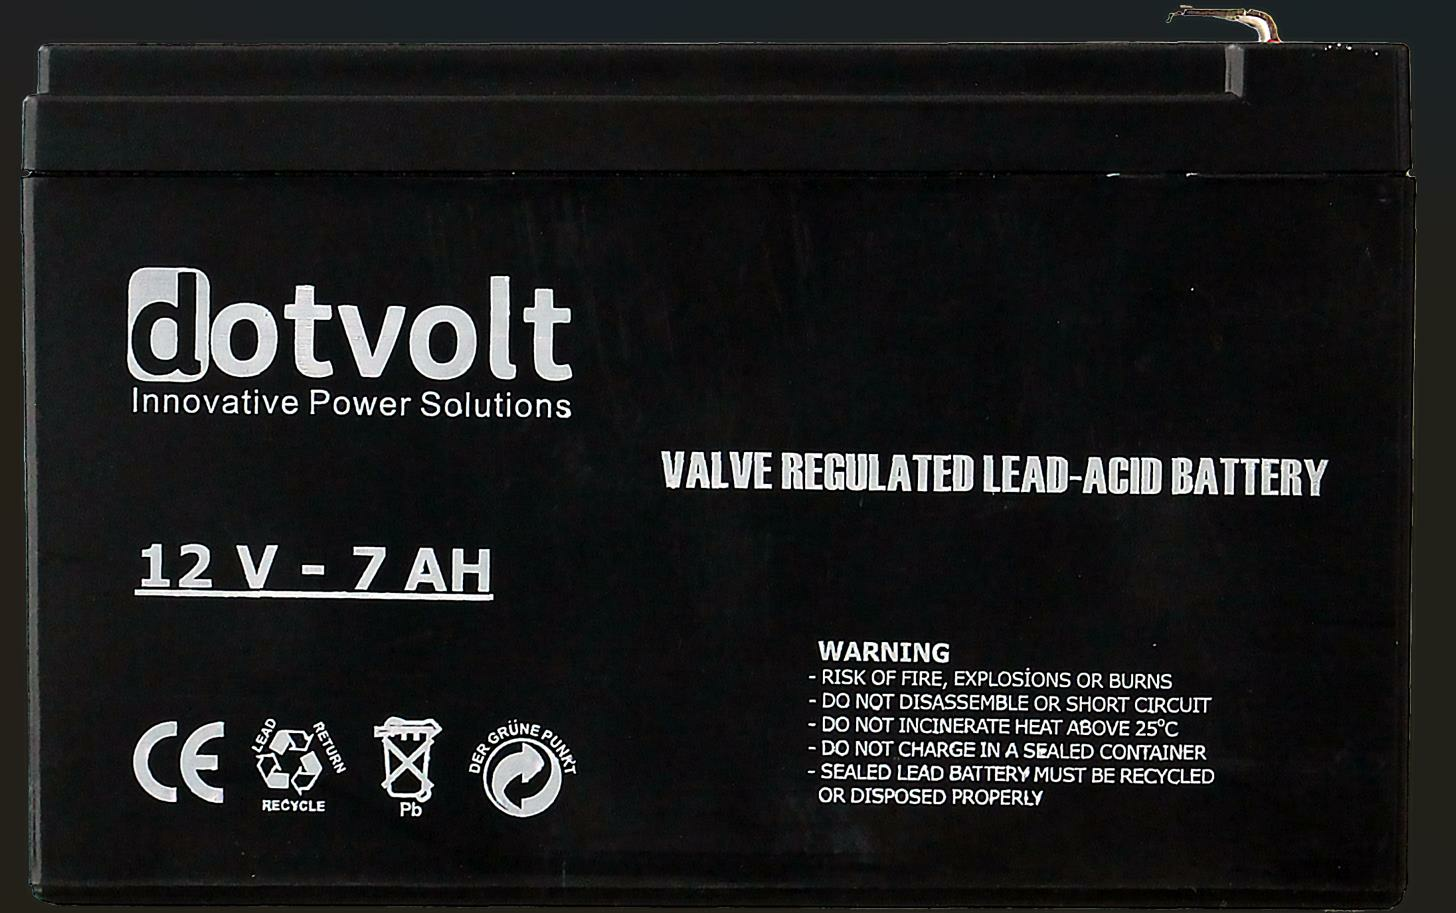 dotvolt
Innovative Power Solutions
VALVE REGULATED LEAD-ACID BATTERY
12 V - 7 AH
WARNING
- RISK OF FIRE, EXPLOSİONS OR BURNS
- DO NOT DISASSEMBLE OR SHORT CIRCUIT
- DO NOT INCINERATE HEAT ABOVE 25°C
- DO NOT CHARGE IN A SEALED CONTAINER
- SEALED LEAD BATTERY MUST BE RECYCLED
OR DISPOSED PROPERLY
CE
LEAD RETURN
RECYCLE
Pb
DER GRÜNE PUNKT